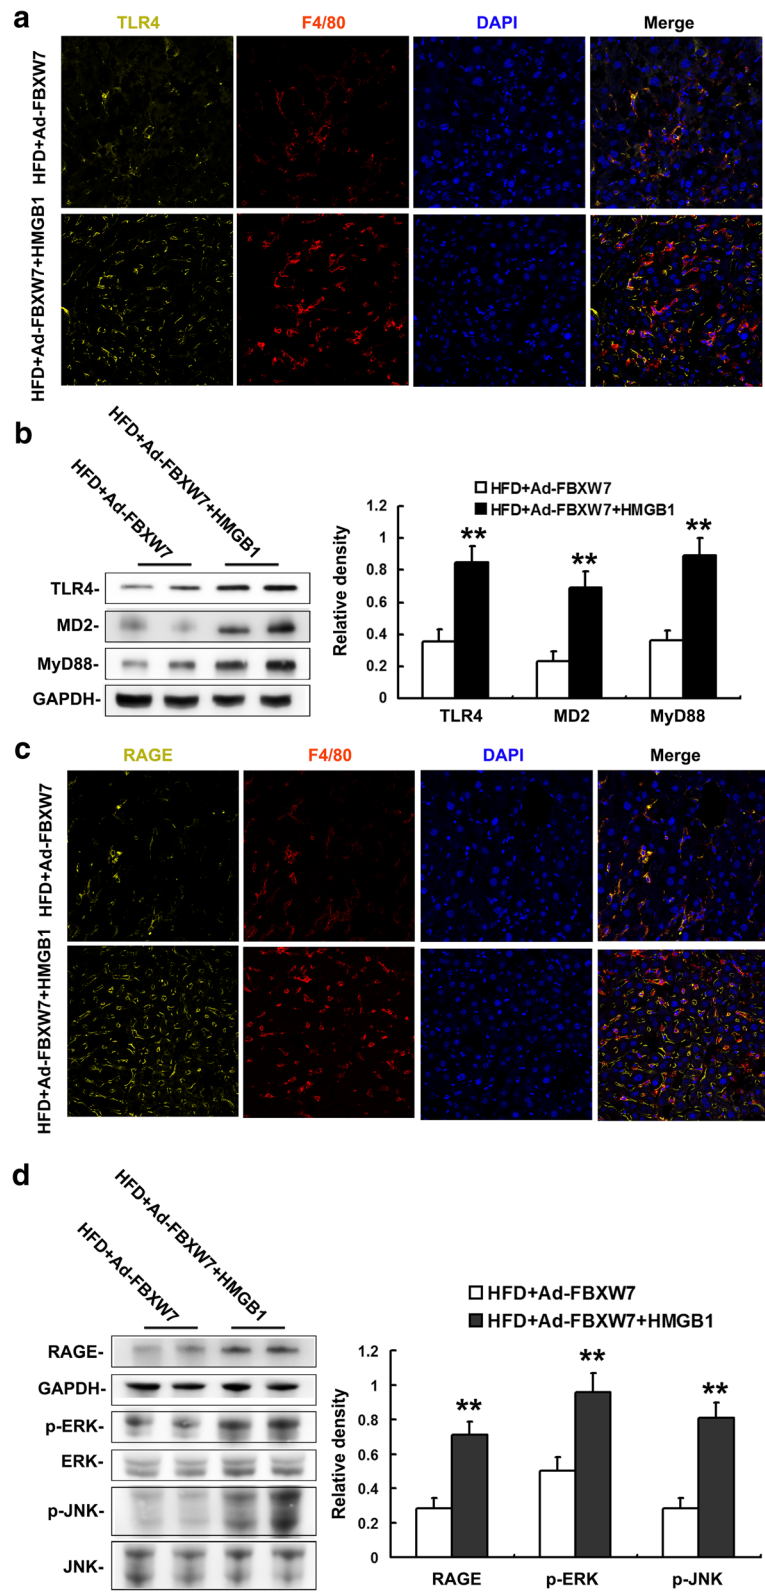 a
TLR4 F4/80 DAPI Merge
HFD+Ad-FBXW7
HFD+Ad-FBXW7+HMGB1
b
HFD+Ad-FBXW7
HFD+Ad-FBXW7+HMGB1
TLR4-
MD2-
MyD88-
GAPDH-
HFD+Ad-FBXW7
HFD+Ad-FBXW7+HMGB1
Relative density
1.2
1
0.8
0.6
0.4
0.2
0
** ** **
TLR4 MD2 MyD88
c
RAGE F4/80 DAPI Merge
HFD+Ad-FBXW7
HFD+Ad-FBXW7+HMGB1
d
HFD+Ad-FBXW7
HFD+Ad-FBXW7+HMGB1
RAGE-
GAPDH-
p-ERK-
ERK-
p-JNK-
JNK-
HFD+Ad-FBXW7
HFD+Ad-FBXW7+HMGB1
Relative density
1.2
1
0.8
0.6
0.4
0.2
0
** ** **
RAGE p-ERK p-JNK